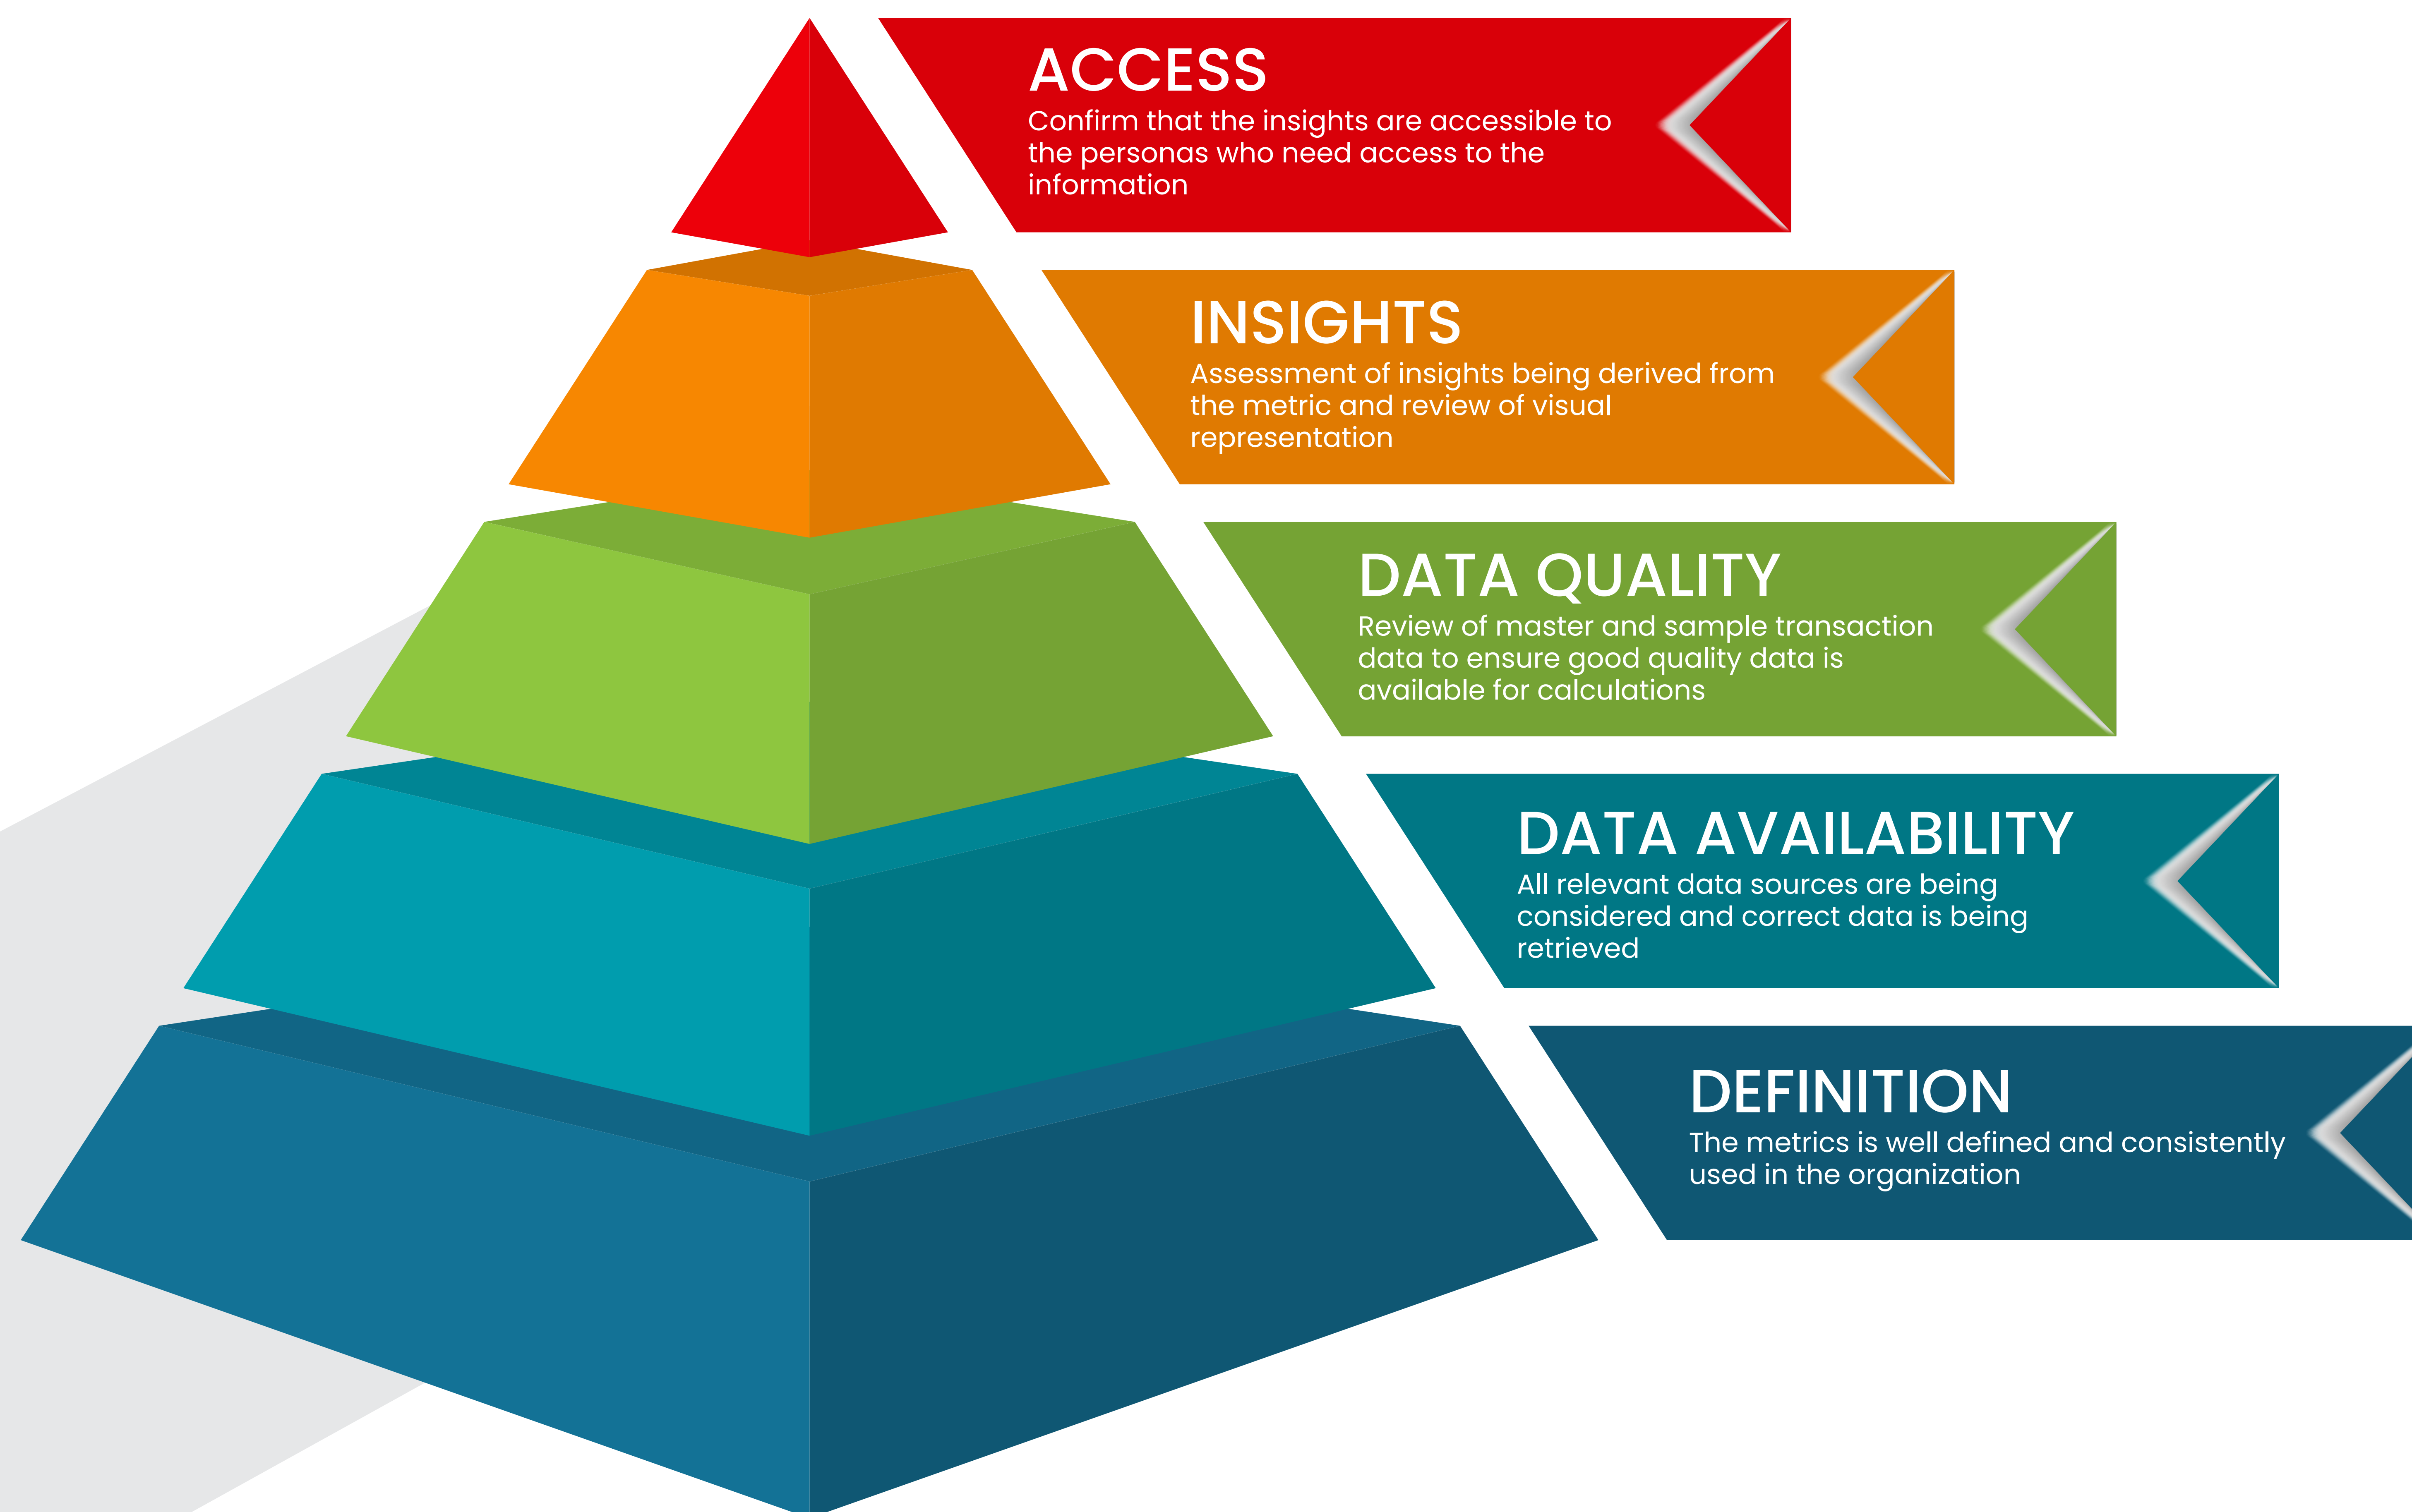 ACCESS
Confirm that the insights are accessible to
the personas who need access to the
information
INSIGHTS
Assessment of insights being derived from
the metric and review of visual
representation
DATA QUALITY
Review of master and sample transaction
data to ensure good quality data is
available for calculations
DATA AVAILABILITY
All relevant data sources are being
considered and correct data is being
retrieved
DEFINITION
The metrics is well defined and consistently
used in the organization